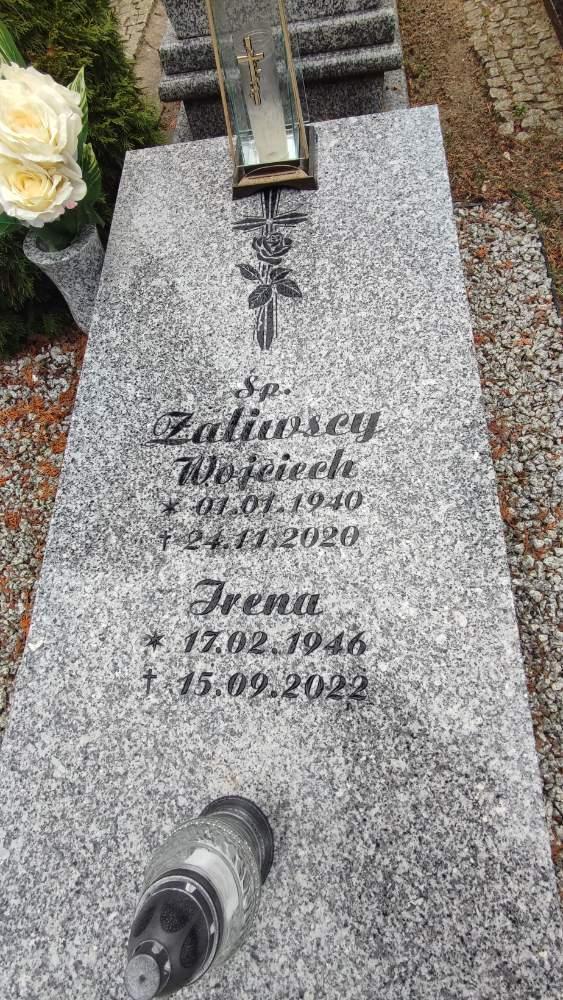 Śp.
Zaliwscy
Wojciech
* 01.01.1940
† 24.11.2020
Irena
* 17.02.1946
† 15.09.2022